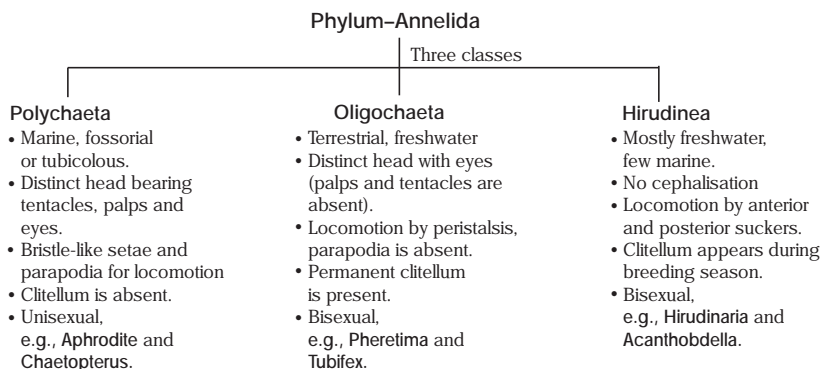 Phylum–Annelida
Three classes
Polychaeta
• Marine, fossorial
or tubicolous.
• Distinct head bearing
tentacles, palps and
eyes.
• Bristle-like setae and
parapodia for locomotion
• Clitellum is absent.
• Unisexual,
e.g., Aphrodite and
Chaetopterus.
Oligochaeta
• Terrestrial, freshwater
• Distinct head with eyes
(palps and tentacles are
absent).
• Locomotion by peristalsis,
parapodia is absent.
• Permanent clitellum
is present.
• Bisexual,
e.g., Pheretima and
Tubifex.
Hirudinea
• Mostly freshwater,
few marine.
• No cephalisation
• Locomotion by anterior
and posterior suckers.
• Clitellum appears during
breeding season.
• Bisexual,
e.g., Hirudinaria and
Acanthobdella.